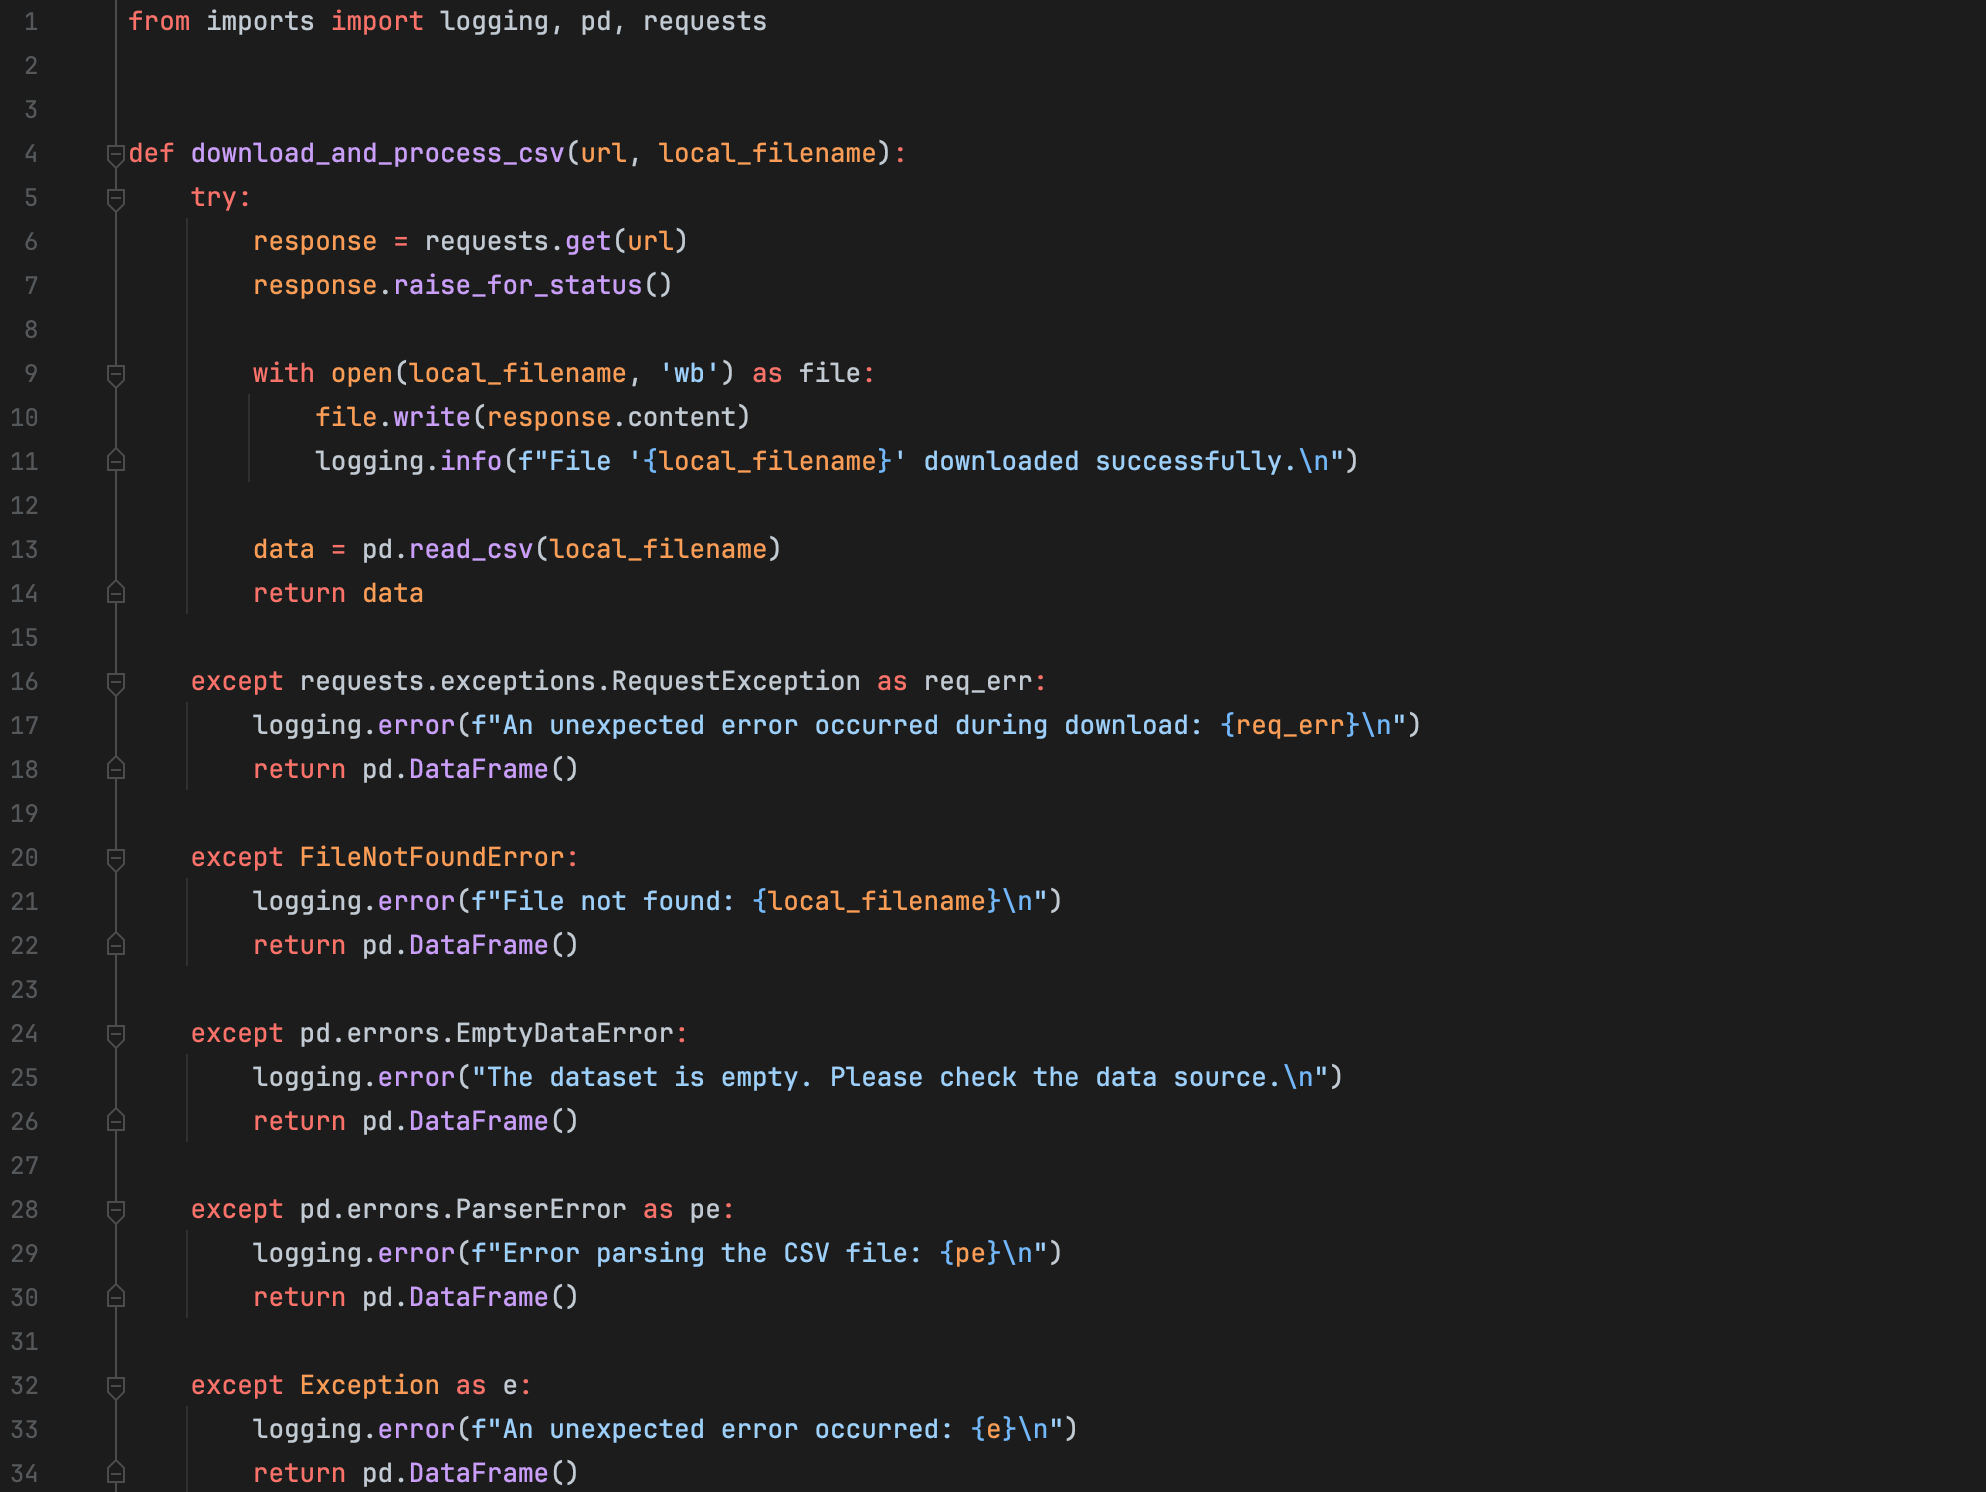 1 from imports import logging, pd, requests
2
3
4 def download_and_process_csv(url, local_filename):
5     try:
6         response = requests.get(url)
7         response.raise_for_status()
8
9         with open(local_filename, 'wb') as file:
10             file.write(response.content)
11             logging.info(f"File '{local_filename}' downloaded successfully.\n")
12
13         data = pd.read_csv(local_filename)
14         return data
15
16     except requests.exceptions.RequestException as req_err:
17         logging.error(f"An unexpected error occurred during download: {req_err}\n")
18         return pd.DataFrame()
19
20     except FileNotFoundError:
21         logging.error(f"File not found: {local_filename}\n")
22         return pd.DataFrame()
23
24     except pd.errors.EmptyDataError:
25         logging.error("The dataset is empty. Please check the data source.\n")
26         return pd.DataFrame()
27
28     except pd.errors.ParserError as pe:
29         logging.error(f"Error parsing the CSV file: {pe}\n")
30         return pd.DataFrame()
31
32     except Exception as e:
33         logging.error(f"An unexpected error occurred: {e}\n")
34         return pd.DataFrame()